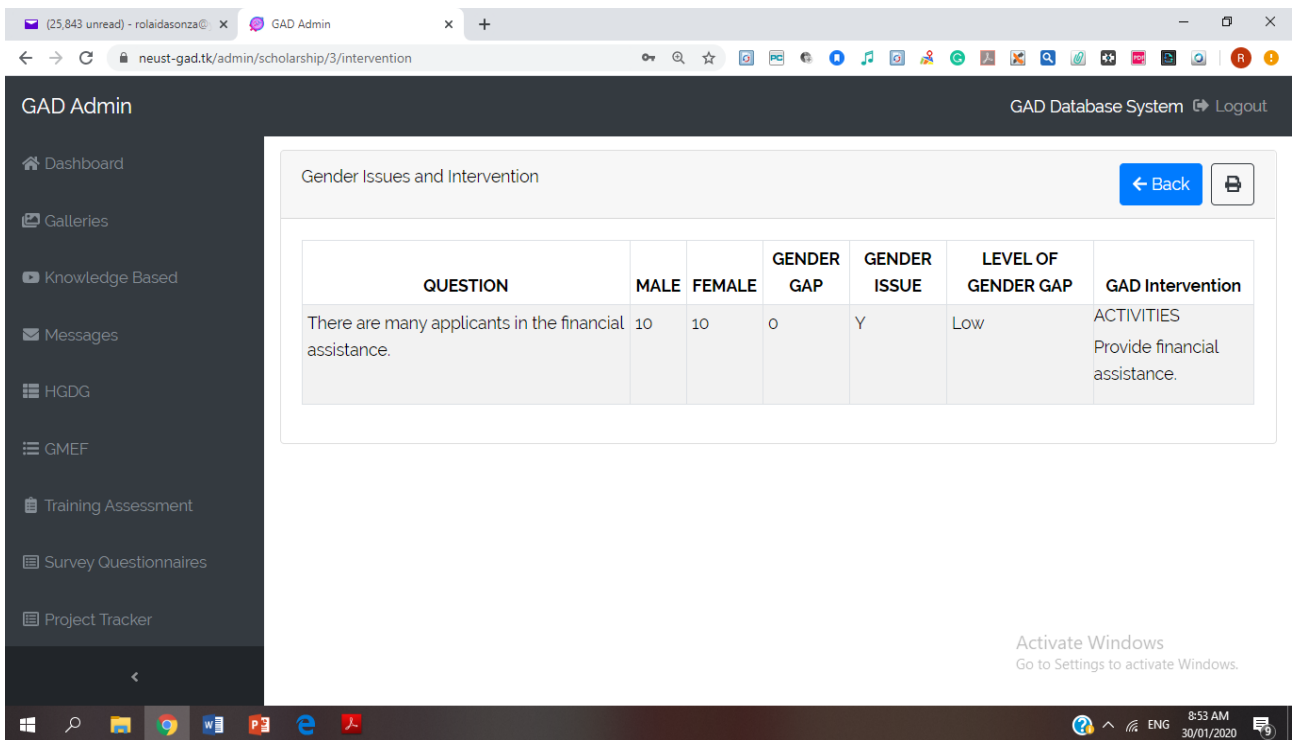 (25,843 unread) - rolaidasonza@
GAD Admin
neust-gad.tk/admin/scholarship/3/intervention
GAD Admin
GAD Database System Logout
Dashboard
Galleries
Knowledge Based
Messages
HGDG
GMEF
Training Assessment
Survey Questionnaires
Project Tracker
Gender Issues and Intervention
Back
QUESTION MALE FEMALE GENDER GAP GENDER ISSUE LEVEL OF GENDER GAP GAD Intervention
There are many applicants in the financial 10 10 0 Y Low ACTIVITIES
assistance. Provide financial
assistance.
Activate Windows
Go to Settings to activate Windows.
ENG 8:53 AM
30/01/2020